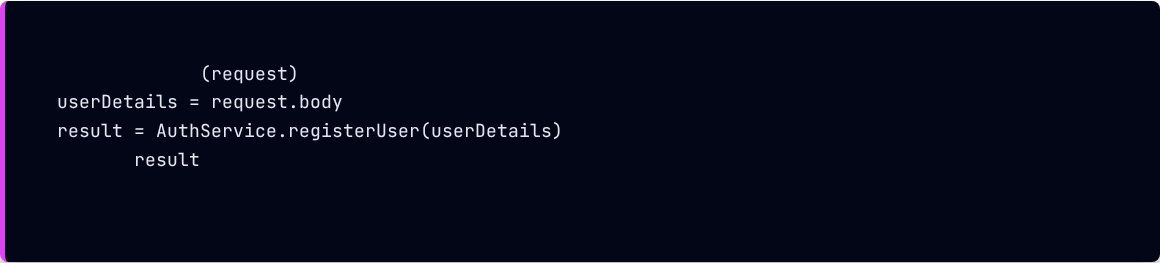 (request)
userDetails = request.body
result = AuthService.registerUser(userDetails)
result